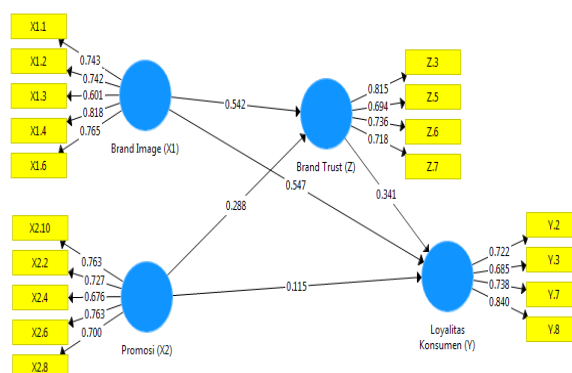 X1.1
X1.2
X1.3
X1.4
X1.6
0.743
0.742
0.601
0.818
0.765
Brand Image (X1)
0.542
0.547
0.288
0.115
0.341
Z.3
Z.5
Z.6
Z.7
0.815
0.694
0.736
0.718
Brand Trust (Z)
X2.10
X2.2
X2.4
X2.6
X2.8
0.763
0.727
0.676
0.763
0.700
Promosi (X2)
Y.2
Y.3
Y.7
Y.8
0.722
0.685
0.738
0.840
Loyalitas
Konsumen (Y)